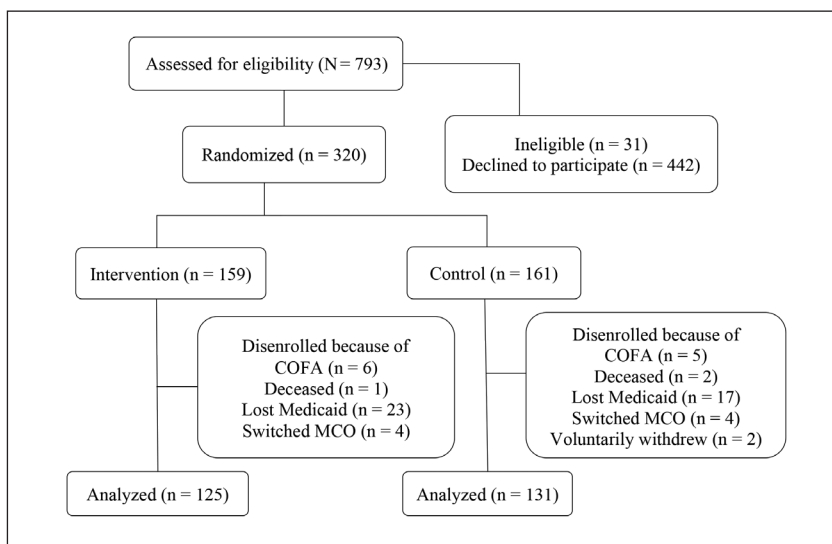 Assessed for eligibility (N = 793)
Randomized (n = 320)
Ineligible (n = 31)
Declined to participate (n = 442)
Intervention (n = 159)
Control (n = 161)
Disenrolled because of
COFA (n = 6)
Deceased (n = 1)
Lost Medicaid (n = 23)
Switched MCO (n = 4)
Disenrolled because of
COFA (n = 5)
Deceased (n = 2)
Lost Medicaid (n = 17)
Switched MCO (n = 4)
Voluntarily withdrew (n = 2)
Analyzed (n = 125)
Analyzed (n = 131)